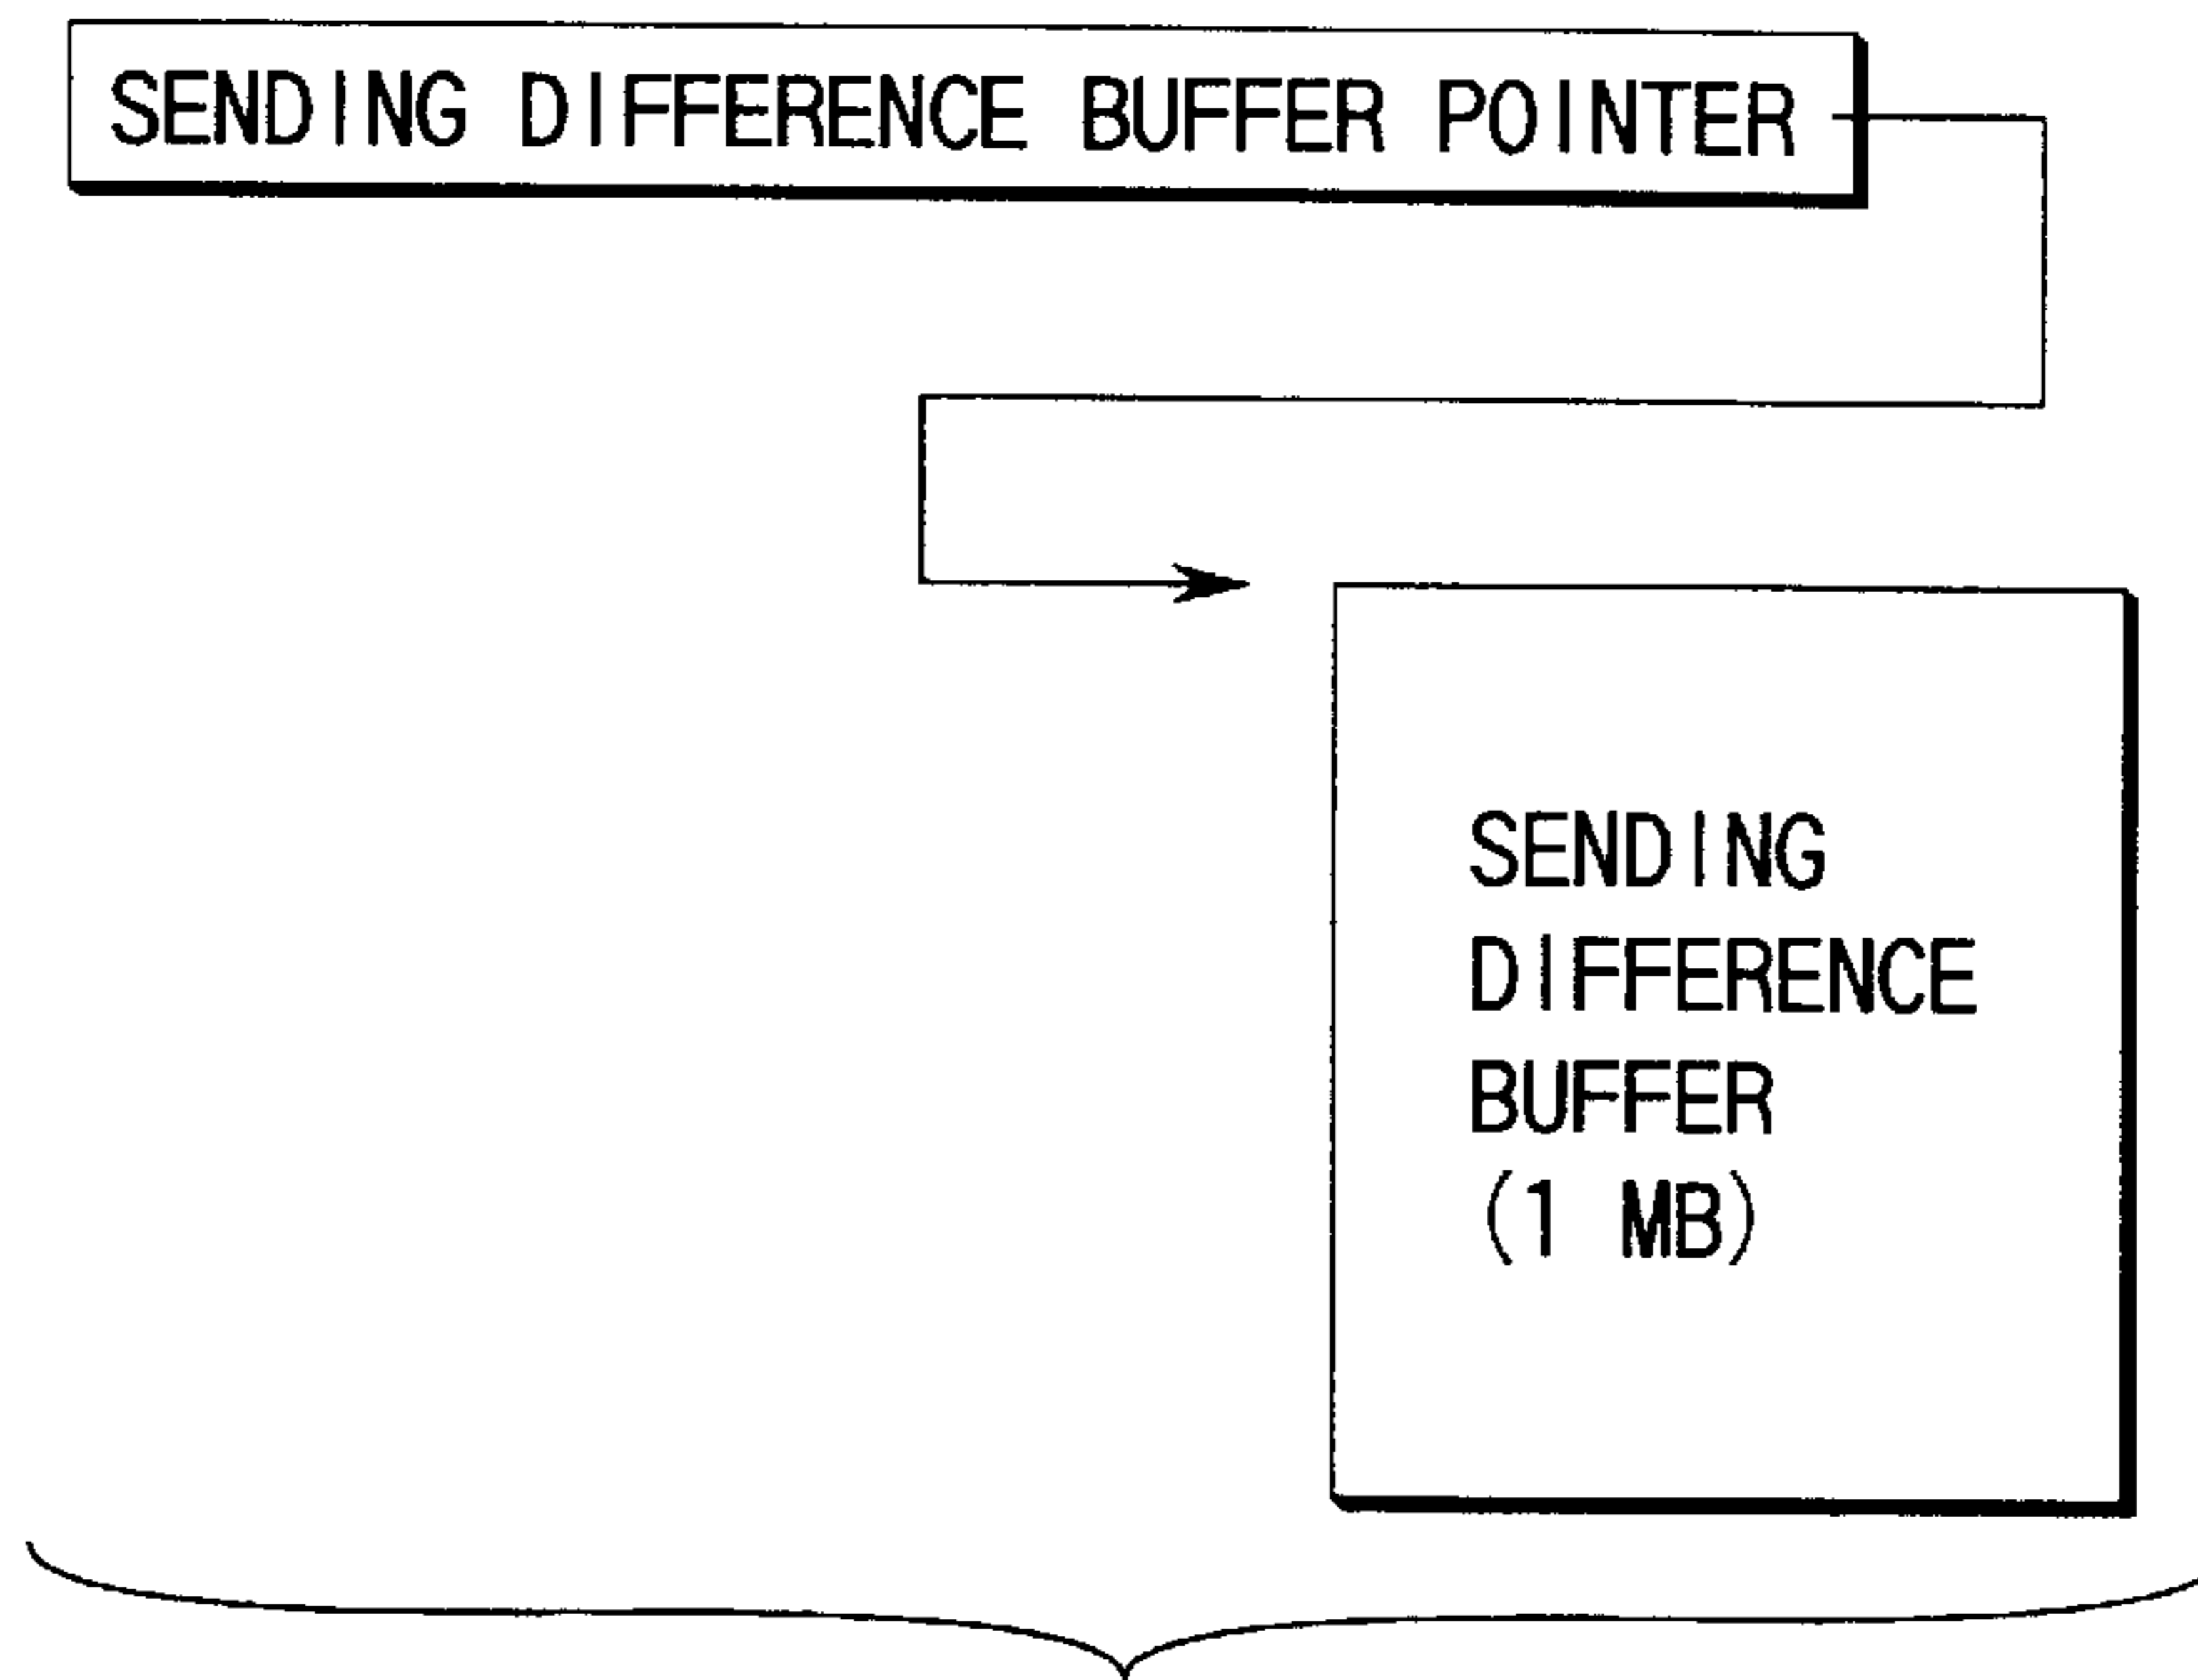 SENDING DIFFERENCE BUFFER POINTER
SENDING
DIFFERENCE
BUFFER
(1 MB)